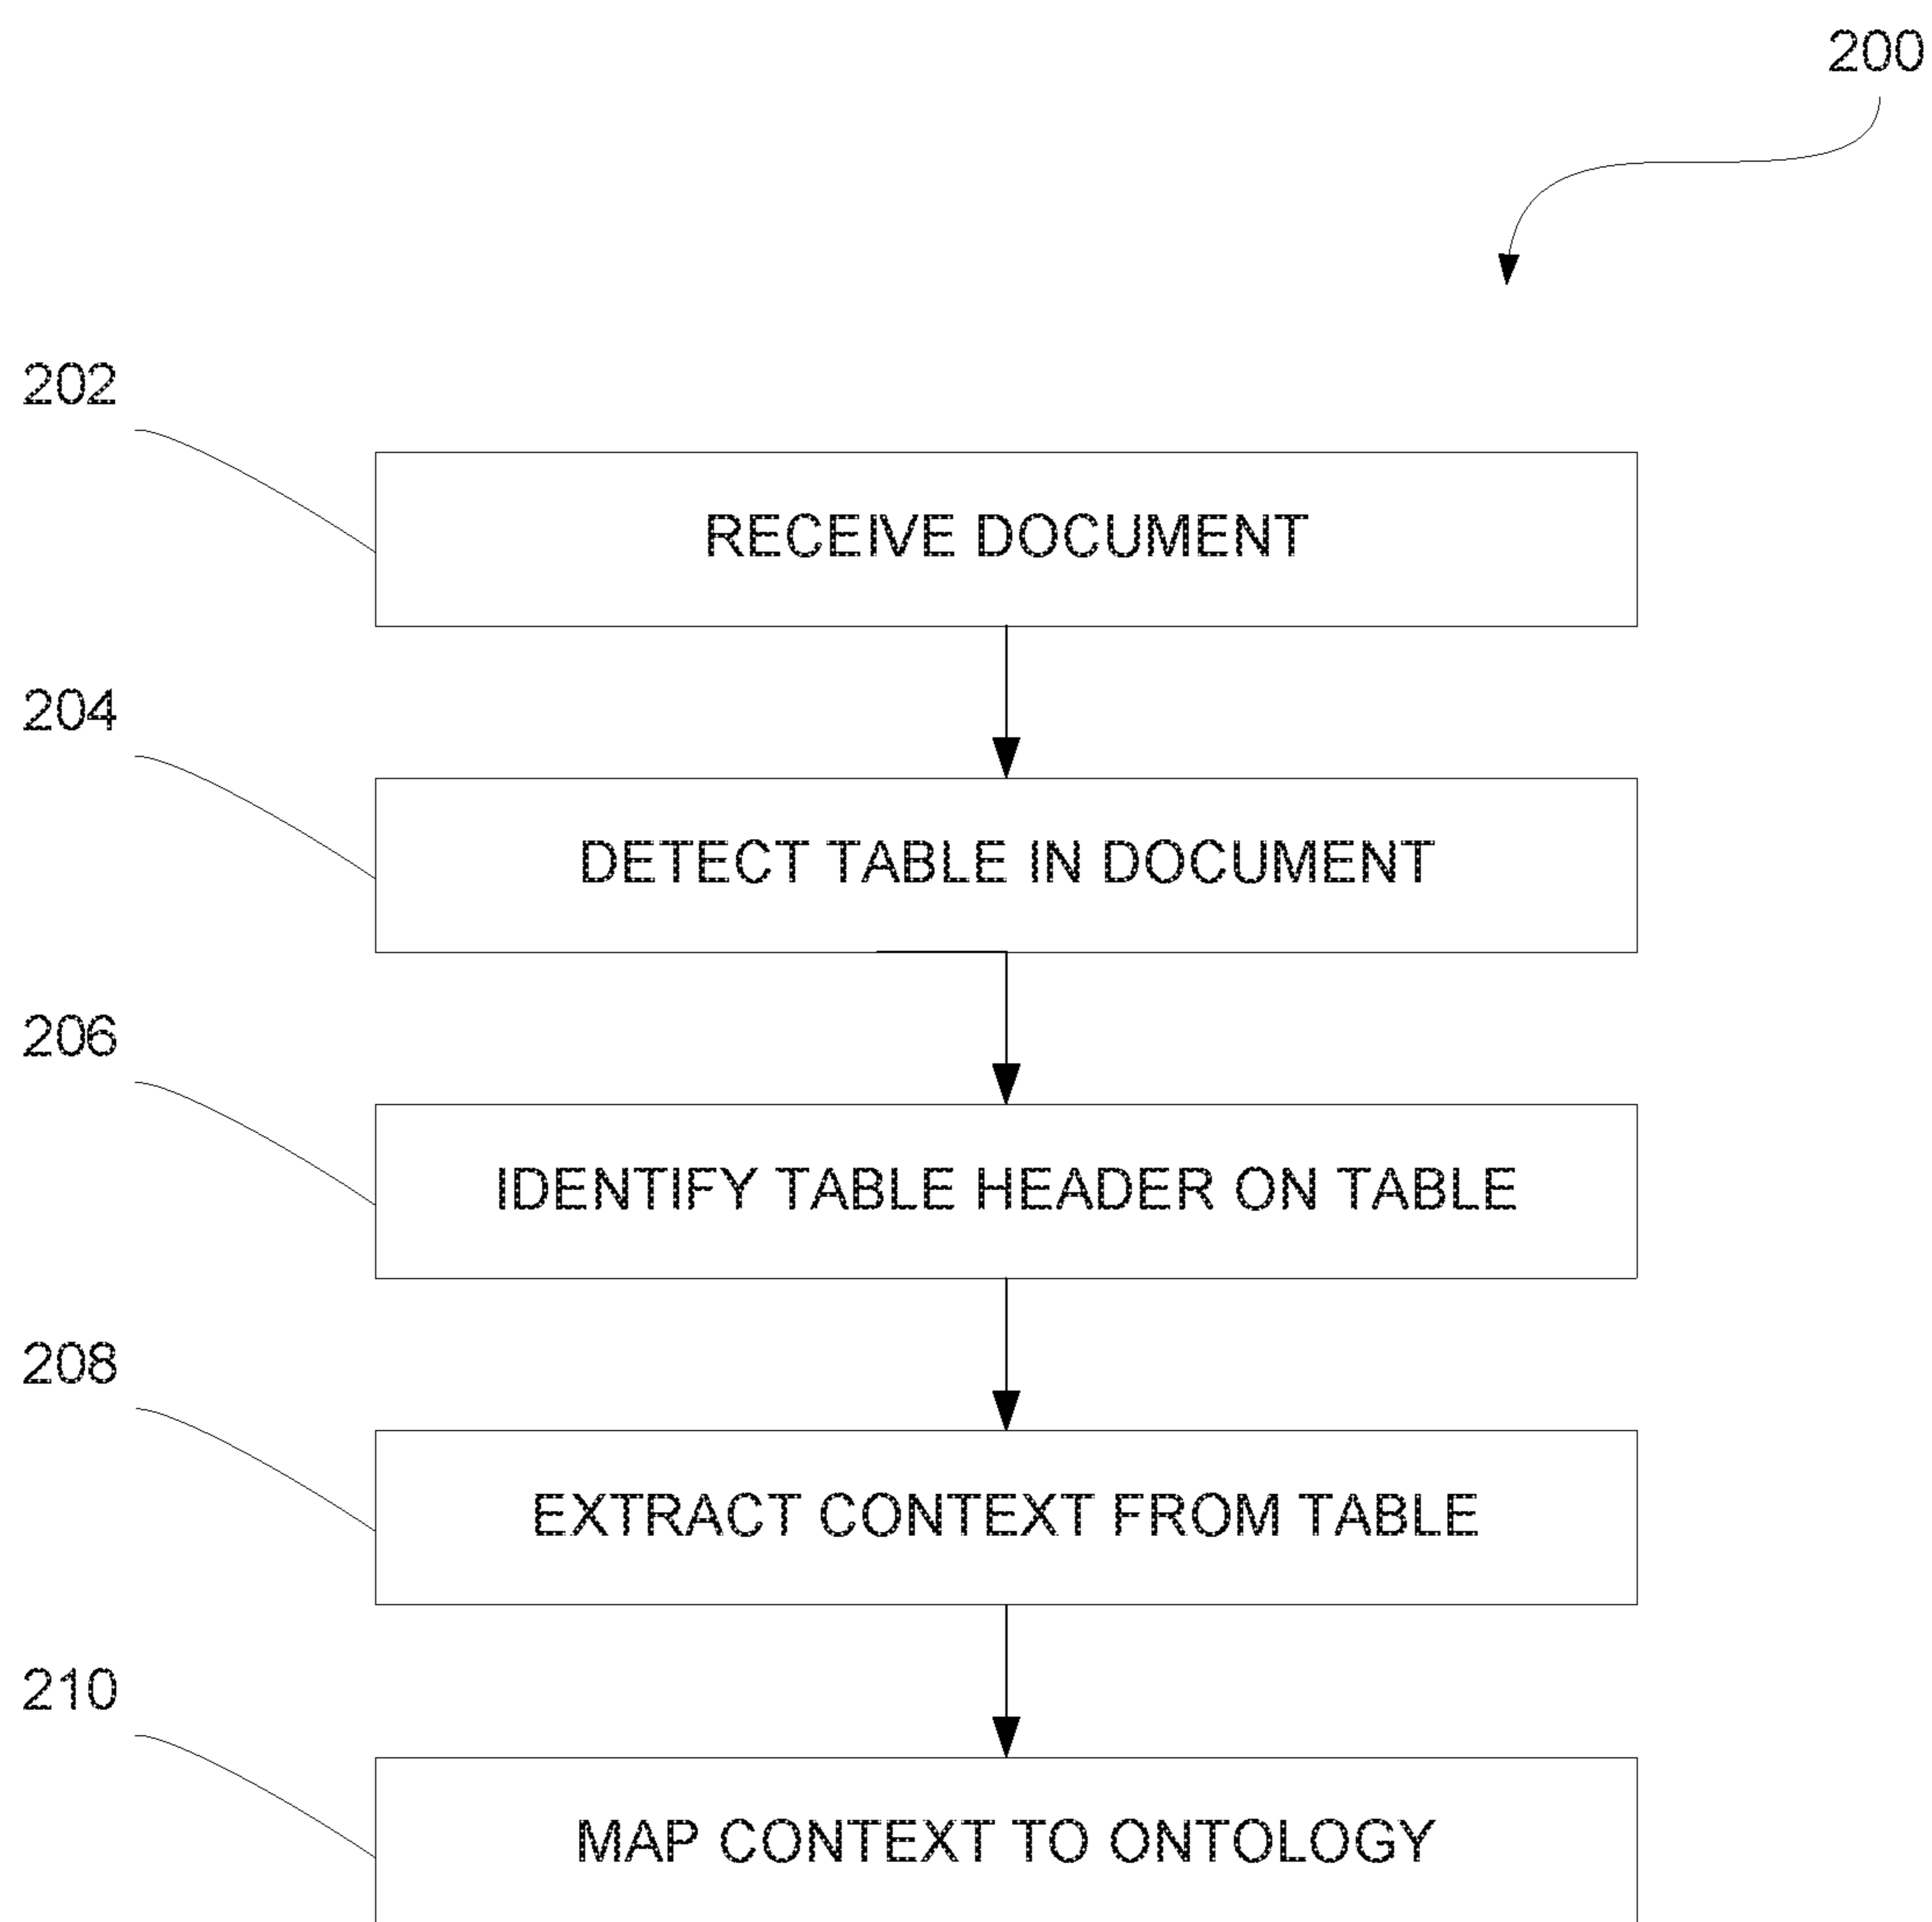 200
202
RECEIVE DOCUMENT
204
DETECT TABLE IN DOCUMENT
206
IDENTIFY TABLE HEADER ON TABLE
208
EXTRACT CONTEXT FROM TABLE
210
MAP CONTEXT TO ONTOLOGY